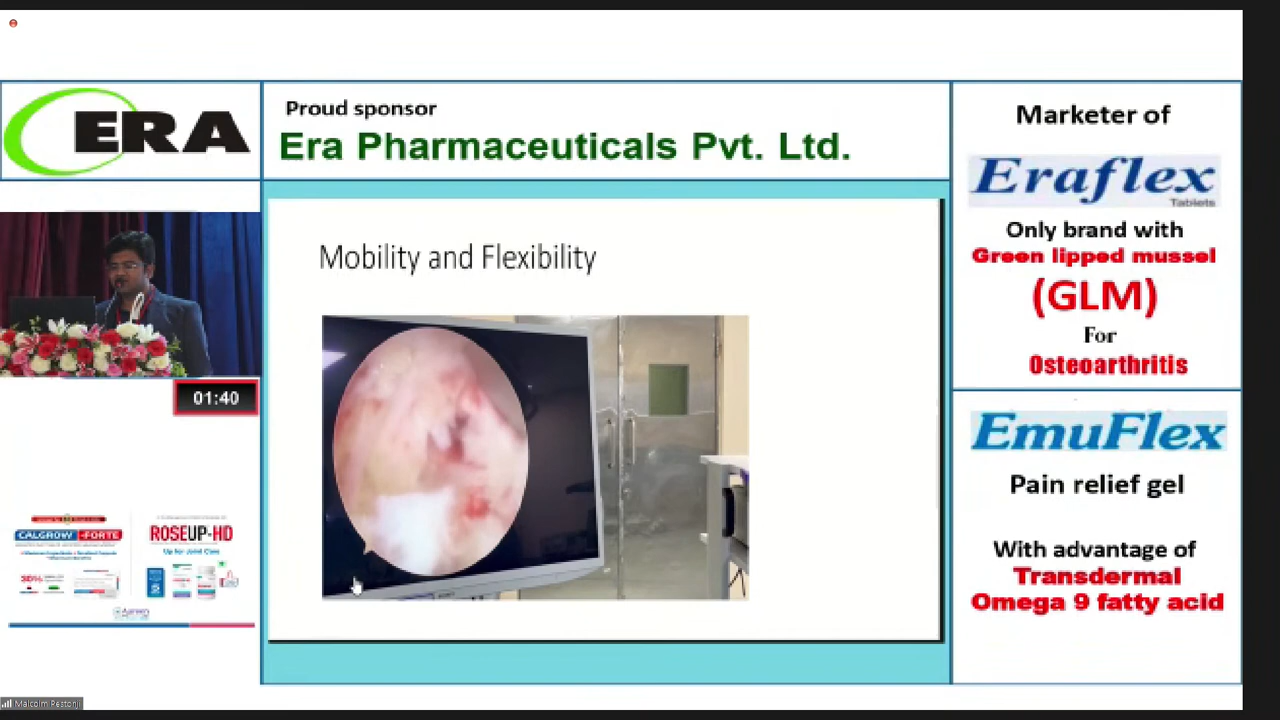 ERA
Proud sponsor
Era Pharmaceuticals Pvt. Ltd.
Mobility and Flexibility
01:40
CALGROW -FORTE
30%
ROSEUP-HD
Up for Joint Care
Marketer of
Eraflex
Tablets
Only brand with
Green lipped mussel
(GLM)
For
Osteoarthritis
EmuFlex
Pain relief gel
With advantage of
Transdermal
Omega 9 fatty acid
Malcolm Pestonji